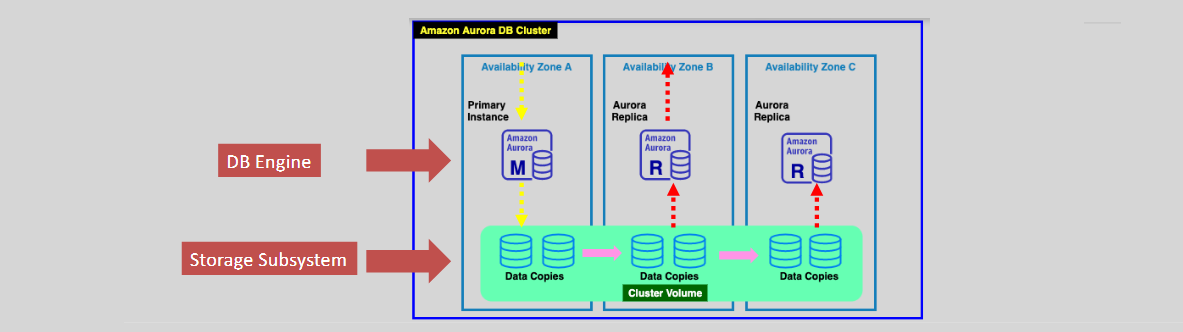 Amazon Aurora DB Cluster
Availability Zone A
Availability Zone B
Availability Zone C
Primary
Instance
Aurora
Replica
Aurora
Replica
Amazon
Aurora
M
Amazon
Aurora
R
Amazon
Aurora
R
DB Engine
Storage Subsystem
Data Copies
Data Copies
Data Copies
Cluster Volume